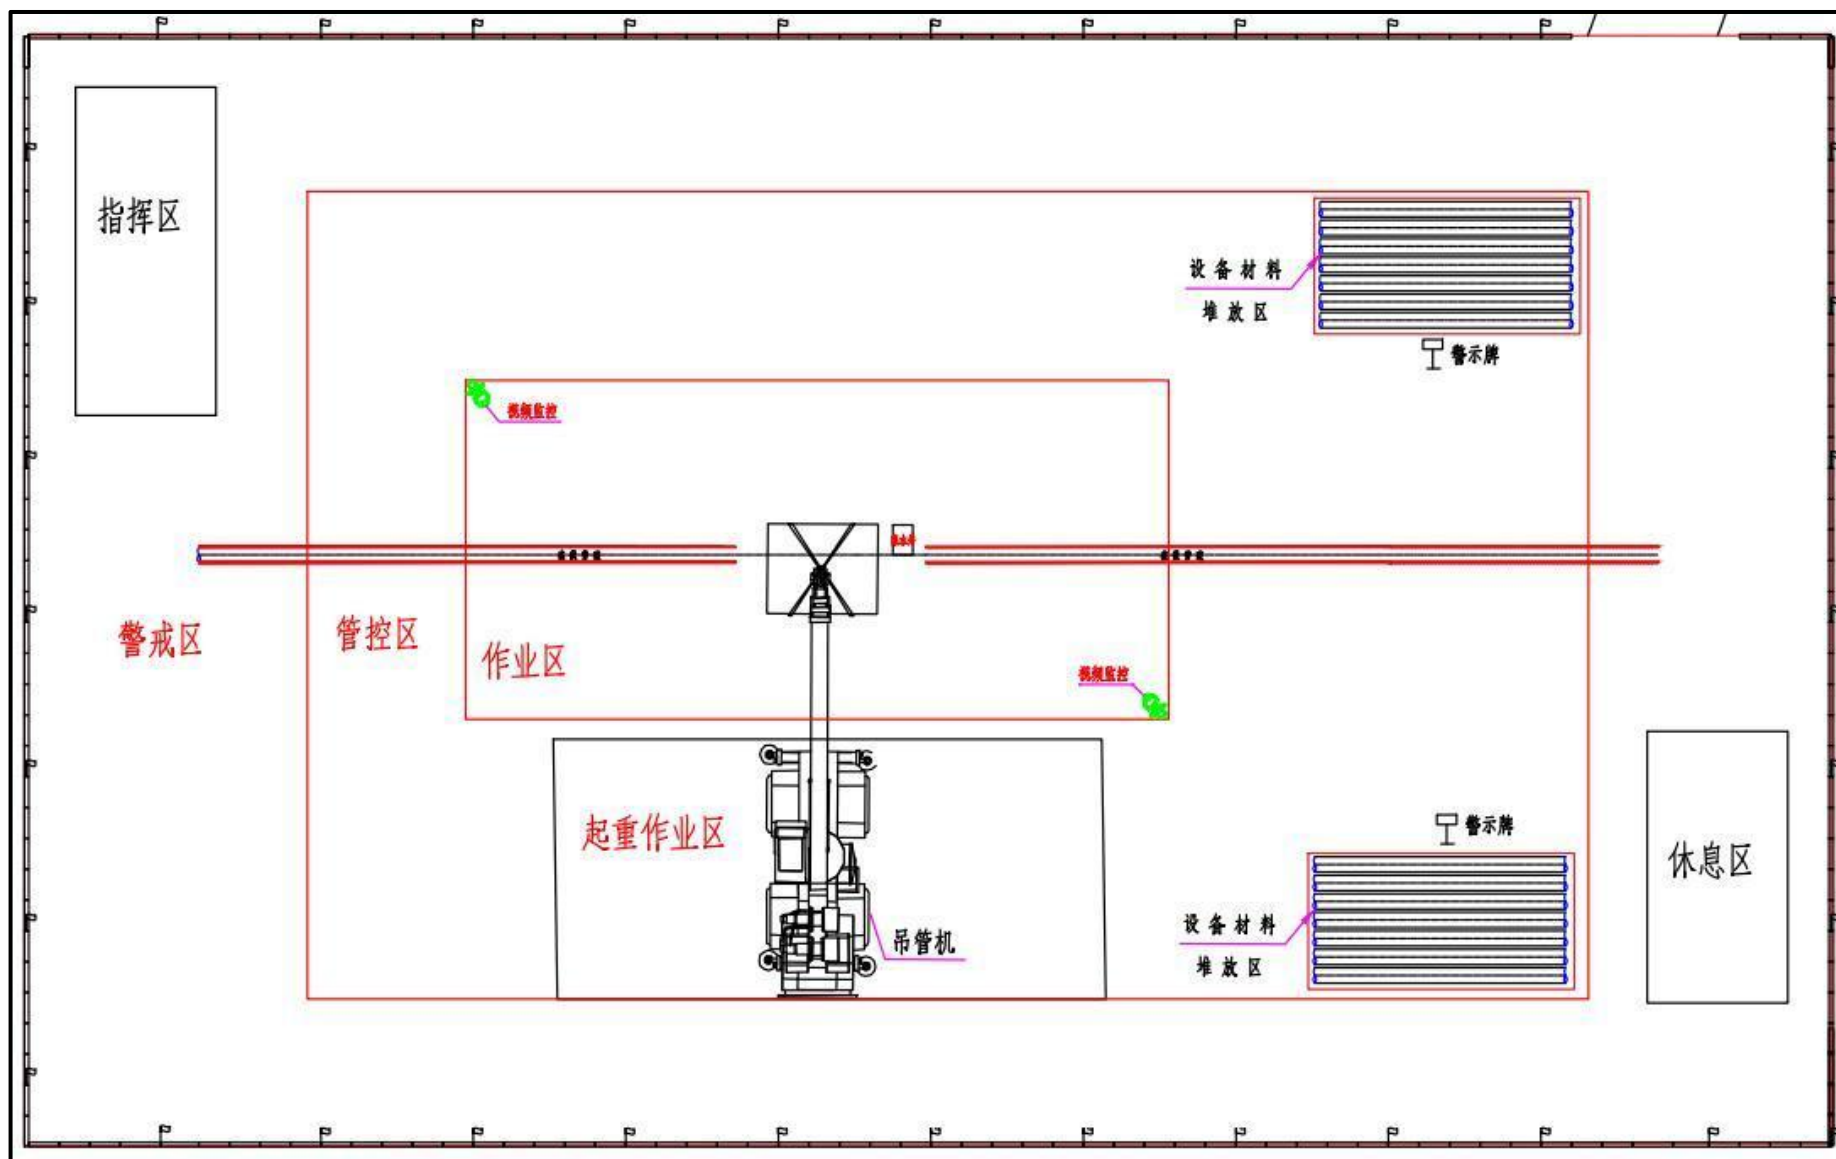 指挥区
设备材料
堆放区
警示牌
视频监控
警戒区
管控区
作业区
视频监控
起重作业区
吊管机
警示牌
设备材料
堆放区
休息区